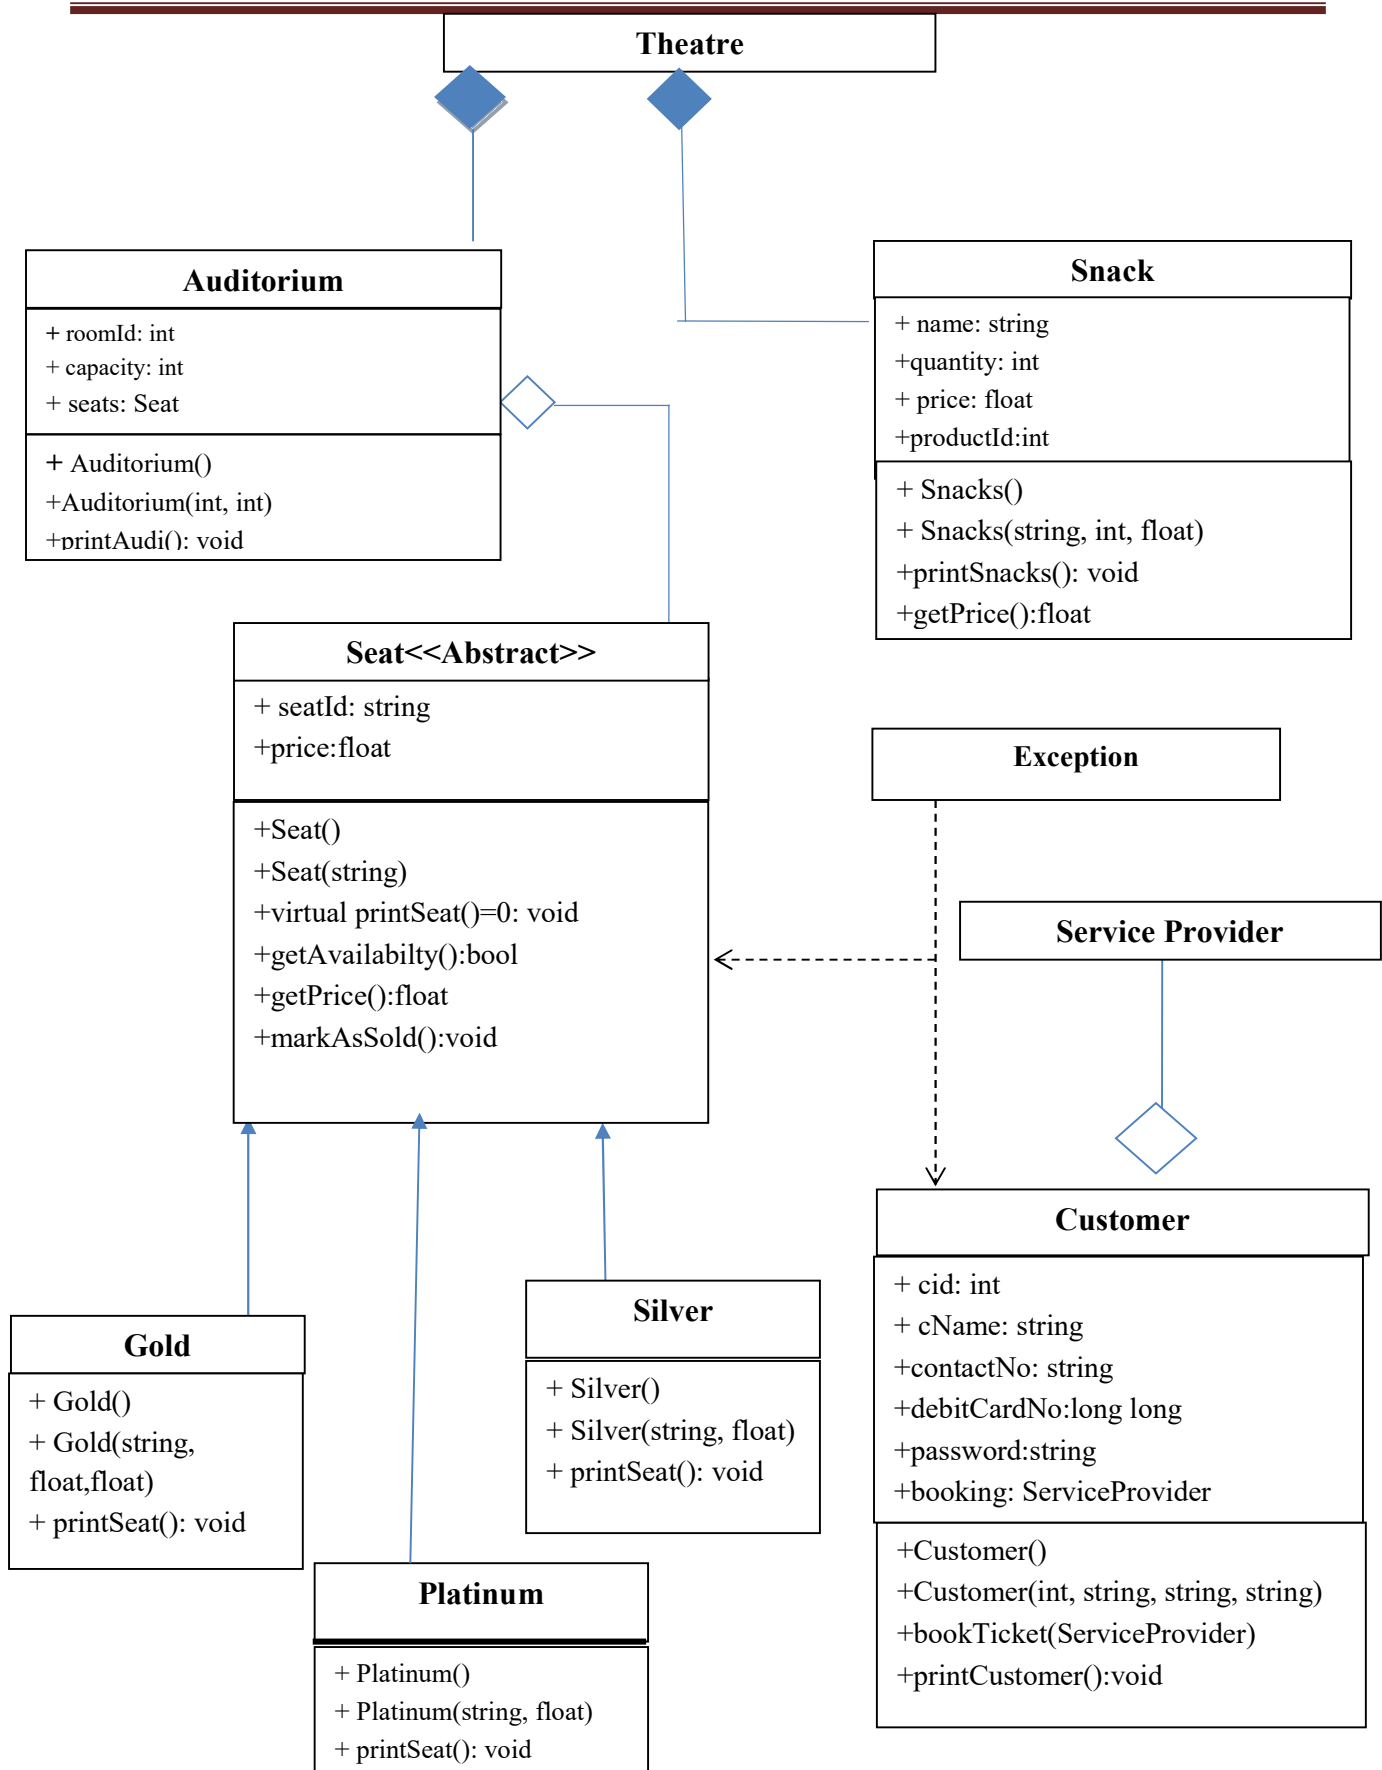 Theatre
Auditorium
+ roomId: int
+ capacity: int
+ seats: Seat
+ Auditorium()
+Auditorium(int, int)
+printAudi(): void
Snack
+ name: string
+quantity: int
+ price: float
+productId:int
+ Snacks()
+ Snacks(string, int, float)
+printSnacks(): void
+getPrice():float
Seat<<Abstract>>
+ seatId: string
+price:float
+Seat()
+Seat(string)
+virtual printSeat()=0: void
+getAvailabilty():bool
+getPrice():float
+markAsSold():void
Exception
Service Provider
Customer
+ cid: int
+ cName: string
+contactNo: string
+debitCardNo:long long
+password:string
+booking: ServiceProvider
+Customer()
+Customer(int, string, string, string)
+bookTicket(ServiceProvider)
+printCustomer():void
Gold
+ Gold()
+ Gold(string,
float,float)
+ printSeat(): void
Silver
+ Silver()
+ Silver(string, float)
+ printSeat(): void
Platinum
+ Platinum()
+ Platinum(string, float)
+ printSeat(): void